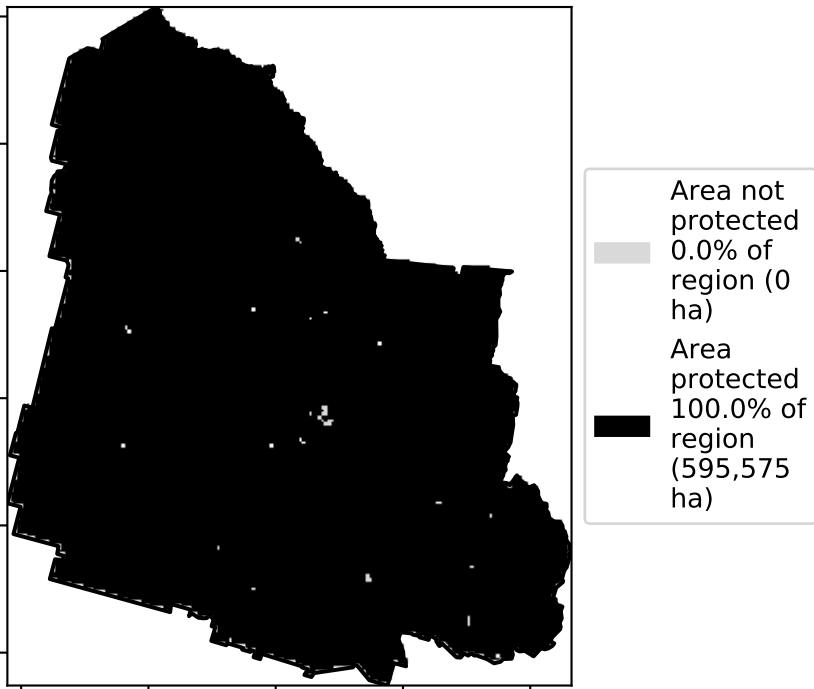 Area not
protected
0.0% of
region (0
ha)
Area
protected
100.0% of
region
(595,575
ha)